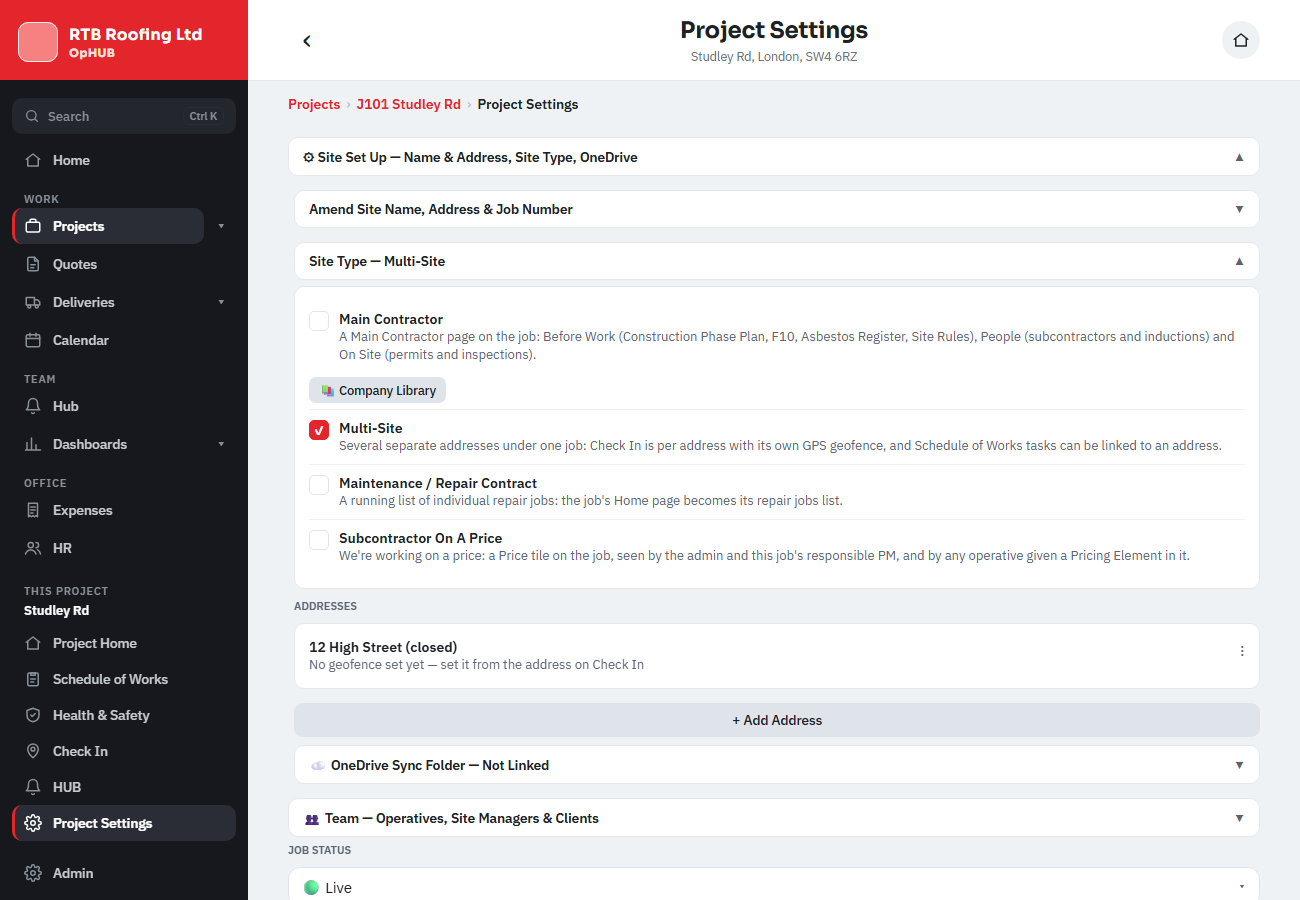 RTB Roofing Ltd
OpHUB
Search Ctrl K
Home
WORK
Projects
Quotes
Deliveries
Calendar
TEAM
Hub
Dashboards
OFFICE
Expenses
HR
THIS PROJECT
Studley Rd
Project Home
Schedule of Works
Health & Safety
Check In
HUB
Project Settings
Admin
Project Settings
Studley Rd, London, SW4 6RZ
Projects › J101 Studley Rd › Project Settings
Site Set Up — Name & Address, Site Type, OneDrive
Amend Site Name, Address & Job Number
Site Type — Multi-Site
Main Contractor
A Main Contractor page on the job: Before Work (Construction Phase Plan, F10, Asbestos Register, Site Rules), People (subcontractors and inductions) and
On Site (permits and inspections).
Company Library
Multi-Site
Several separate addresses under one job: Check In is per address with its own GPS geofence, and Schedule of Works tasks can be linked to an address.
Maintenance / Repair Contract
A running list of individual repair jobs: the job's Home page becomes its repair jobs list.
Subcontractor On A Price
We're working on a price: a Price tile on the job, seen by the admin and this job's responsible PM, and by any operative given a Pricing Element in it.
ADDRESSES
12 High Street (closed)
No geofence set yet — set it from the address on Check In
+ Add Address
OneDrive Sync Folder — Not Linked
Team — Operatives, Site Managers & Clients
JOB STATUS
Live